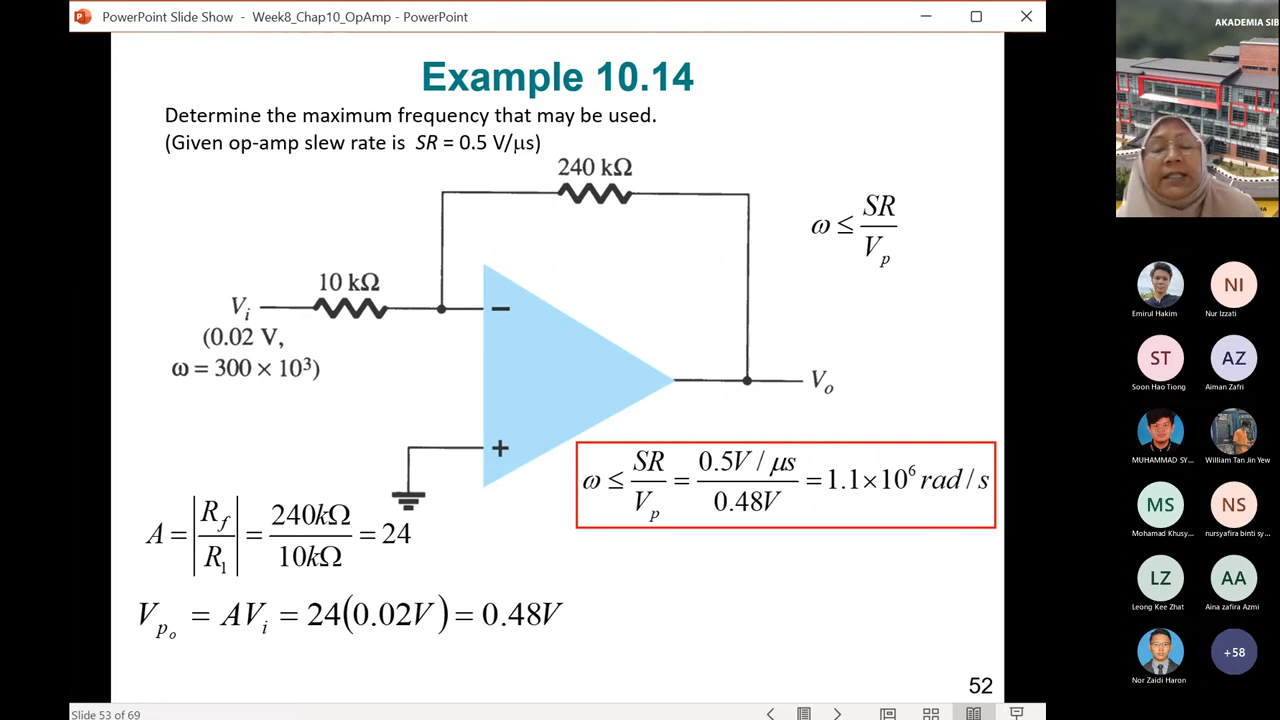 PowerPoint Slide Show - Week8_Chap10_OpAmp - PowerPoint
AKADEMIA SIB
Example 10.14
Determine the maximum frequency that may be used.
(Given op-amp slew rate is SR = 0.5 V/μs)
240 kΩ
ω ≤ SR / V_p
10 kΩ
V_i
(0.02 V,
ω = 300 × 10³)
−
+
V_o
ω ≤ SR / V_p = 0.5V / μs / 0.48V = 1.1×10⁶ rad / s
A = |R_f / R_1| = 240kΩ / 10kΩ = 24
V_{p_o} = AV_i = 24(0.02V) = 0.48V
52
Slide 53 of 69
Emirul Hakim
NI
Nur Izzati
ST
Soon Hao Tiong
AZ
Aiman Zafri
MUHAMMAD SY...
William Tan Jin Yew
MS
Mohamad Khusy...
NS
nursyafira binti sy...
LZ
Leong Kee Zhat
AA
Aina zafira Azmi
Nor Zaidi Haron
+58